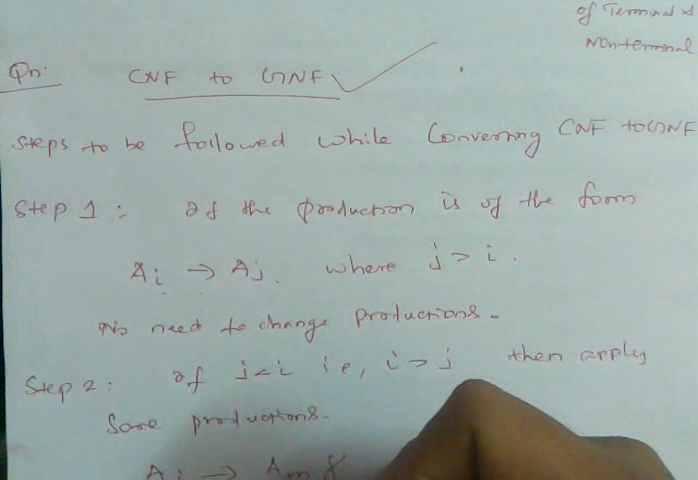 of Terminal &
nonterminal
Qn: CNF to GNF
Steps to be followed while Converting CNF to GNF
Step 1: If the production is of the form
Ai → Aj. where j > i.
No need to change productions.
Step 2: If j<i ie, i>j then apply
Some productions.
Ai → Am γ